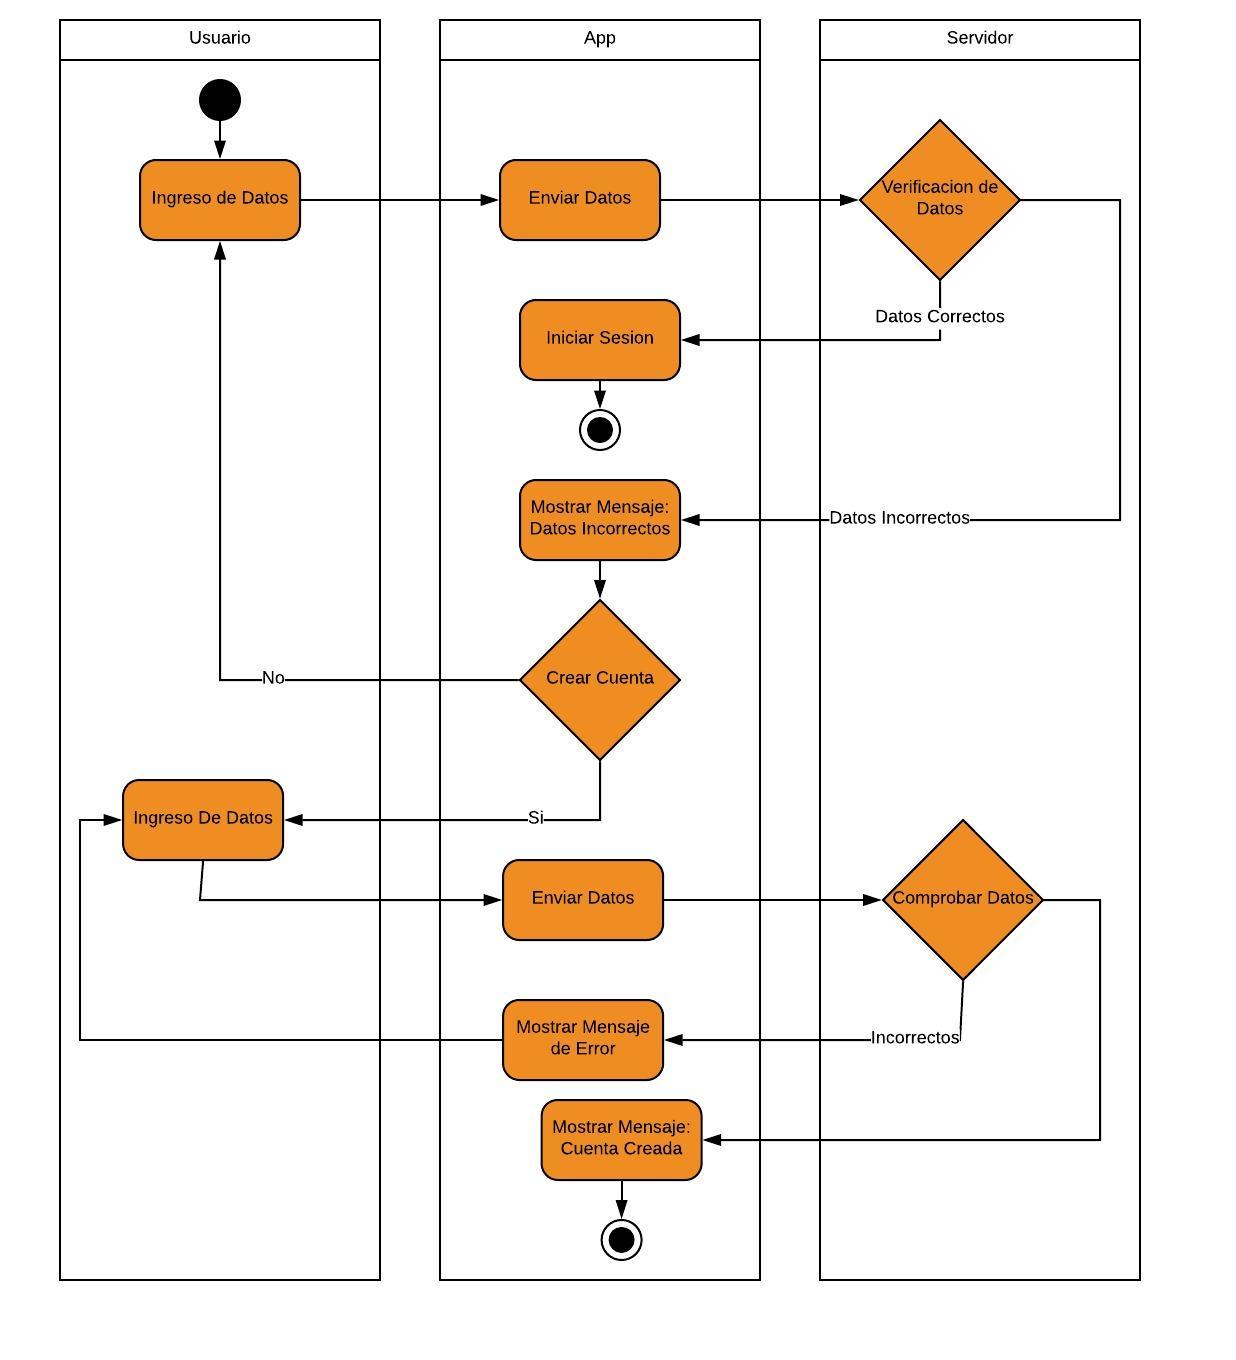 Usuario
App
Servidor
Ingreso de Datos
Enviar Datos
Verificacion de
Datos
Datos Correctos
Iniciar Sesion
Mostrar Mensaje:
Datos Incorrectos
Datos Incorrectos
Crear Cuenta
No
Si
Ingreso De Datos
Enviar Datos
Comprobar Datos
Mostrar Mensaje
de Error
Incorrectos
Mostrar Mensaje:
Cuenta Creada